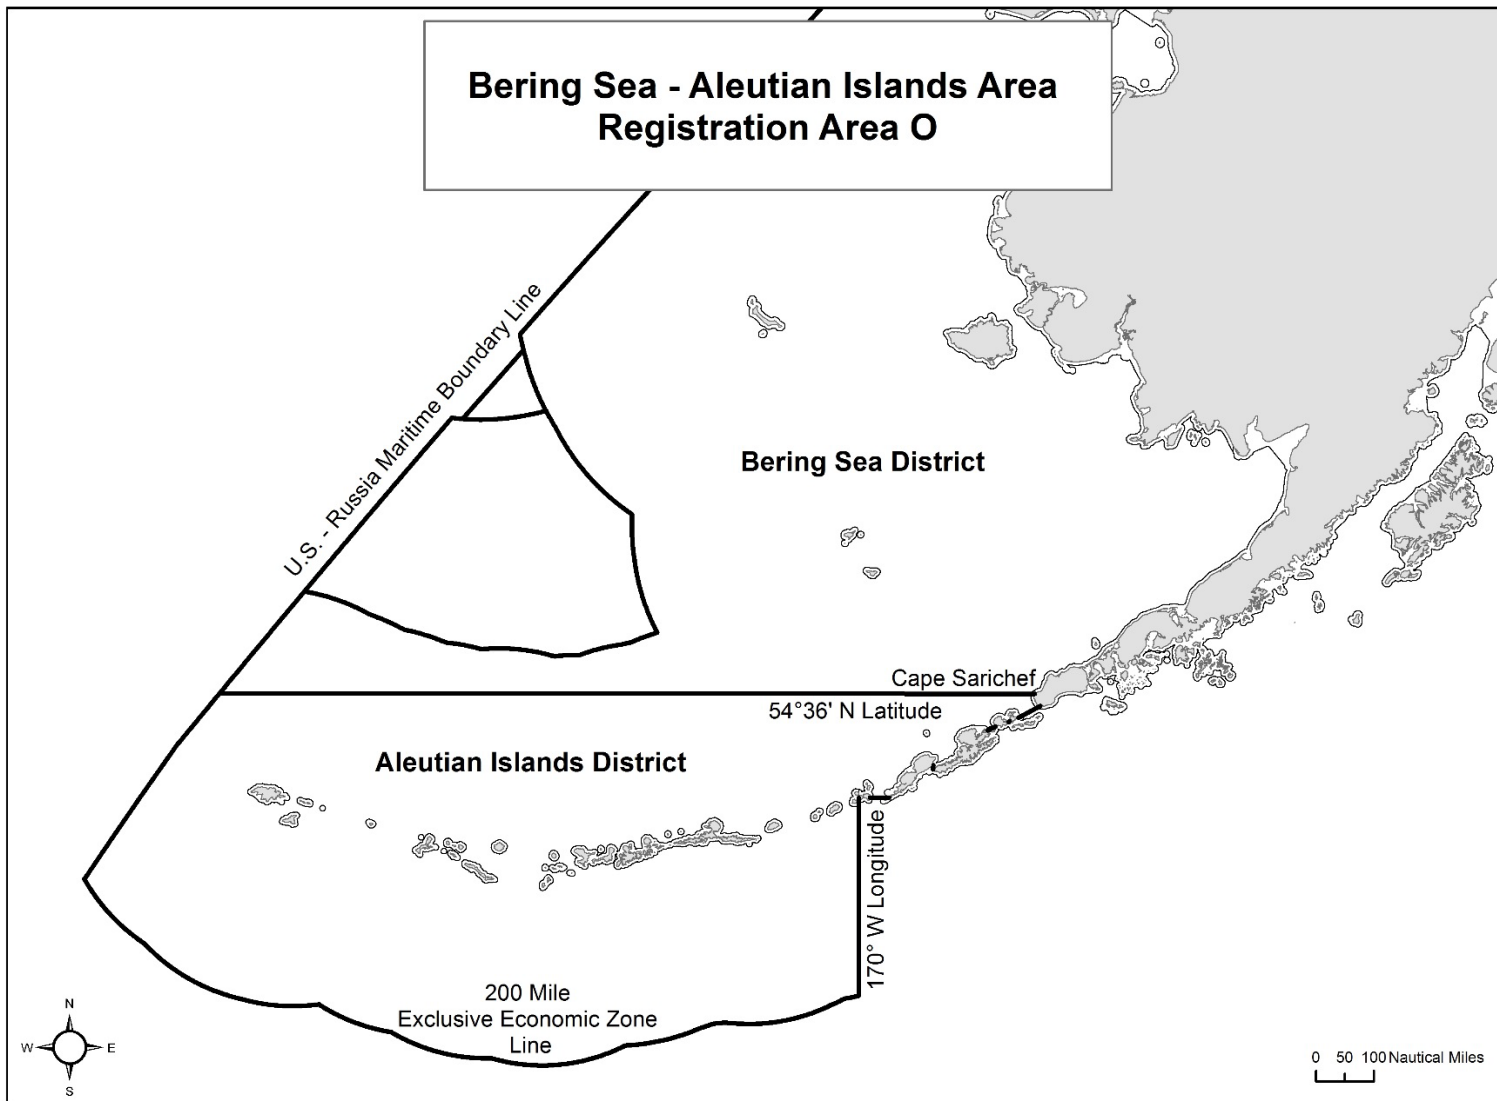 Bering Sea - Aleutian Islands Area
Registration Area O
U.S. - Russia Maritime Boundary Line
Bering Sea District
Cape Sarichef
54°36' N Latitude
Aleutian Islands District
170° W Longitude
200 Mile
Exclusive Economic Zone
Line
N
W E
S
0 50 100 Nautical Miles